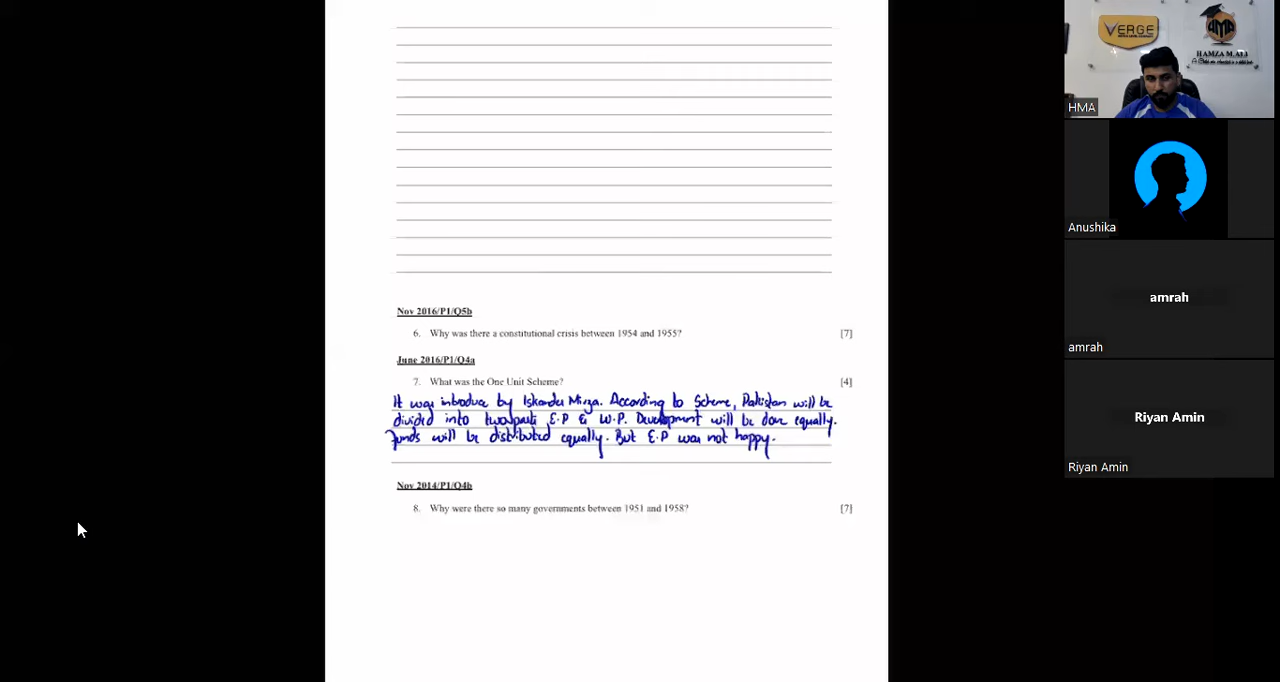 Nov 2016/P1/Q5b
6. Why was there a constitutional crisis between 1954 and 1955? [7]
June 2016/P1/Q4a
7. What was the One Unit Scheme? [4]
It was introduce by Iskander Mirza. According to Scheme, Pakistan will be
divided into two parts E.P & W.P. Development will be done equally.
Funds will be distributed equally. But E.P was not happy.
Nov 2014/P1/Q4b
8. Why were there so many governments between 1951 and 1958? [7]
VERGE
HAMZA M.ALI
HMA
Anushika
amrah
amrah
Riyan Amin
Riyan Amin